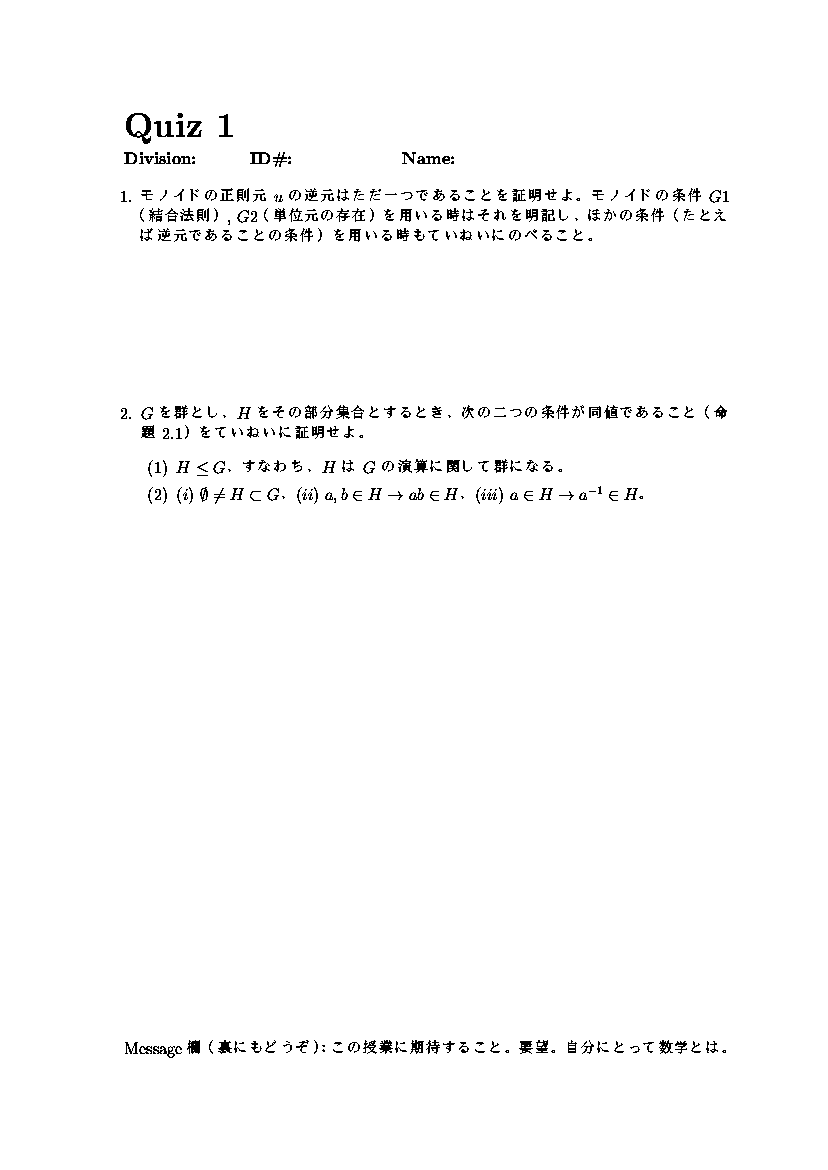 Quiz 1
Division: ID#: Name:
1. モノイドの正則元 u の逆元はただ一つであることを証明せよ。モノイドの条件 G1
(結合法則) , G2 (単位元の存在) を用いる時はそれを明記し、ほかの条件(たとえ
ば逆元であることの条件)を用いる時もていねいにのべること。
2. G を群とし、H をその部分集合とするとき、次の二つの条件が同値であること(命
題 2.1)をていねいに証明せよ。
(1) H ≤ G、すなわち、H は G の演算に関して群になる。
(2) (i) ∅ ≠ H ⊂ G、(ii) a, b ∈ H → ab ∈ H、(iii) a ∈ H → a⁻¹ ∈ H。
Message 欄(裏にもどうぞ): この授業に期待すること。要望。自分にとって数学とは。